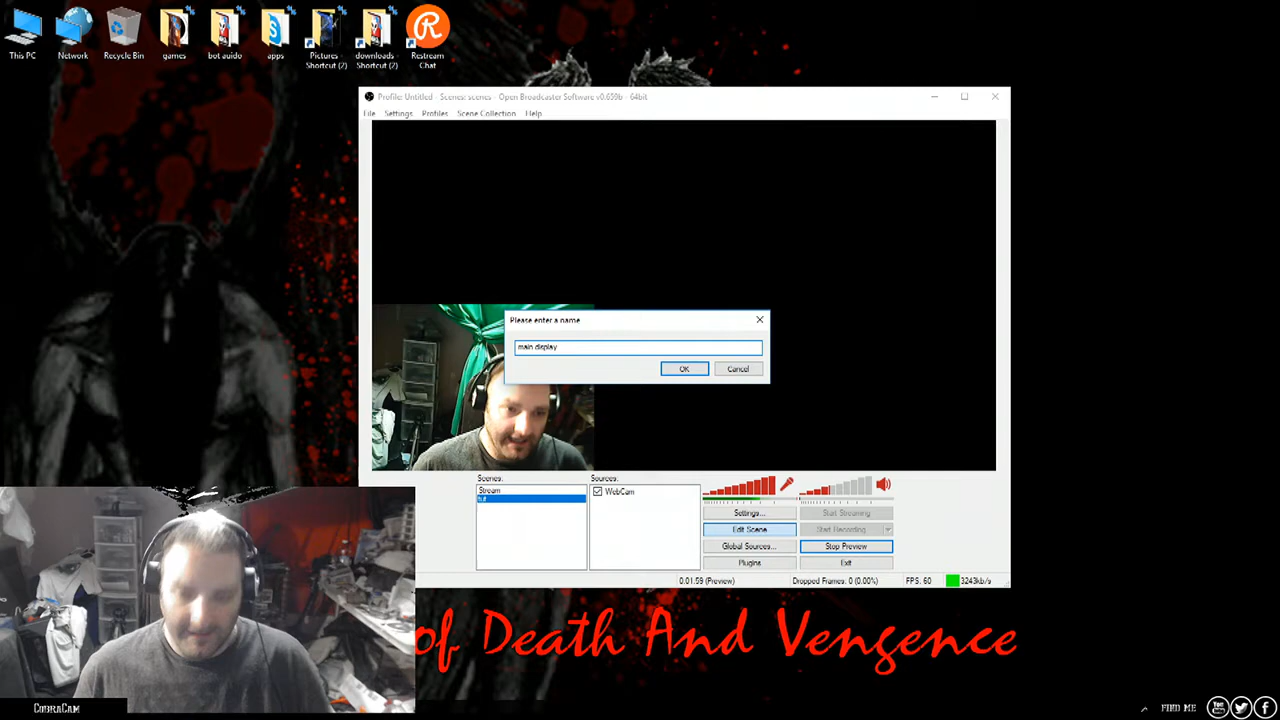 This PC
Network
Recycle Bin
games
bot auido
apps
Pictures - Shortcut (2)
downloads - Shortcut (2)
Restream Chat
Profile: Untitled - Scenes: scenes - Open Broadcaster Software v0.659b - 64bit
File Settings Profiles Scene Collection Help
Please enter a name
main display
OK Cancel
Scenes:
Stream
tut
Sources:
WebCam
Settings... Start Streaming
Edit Scene Start Recording
Global Sources... Stop Preview
Plugins Exit
0:01:59 (Preview) Dropped Frames: 0 (0.00%) FPS: 60 3243kb/s
of Death And Vengence
CobraCam
FIND ME